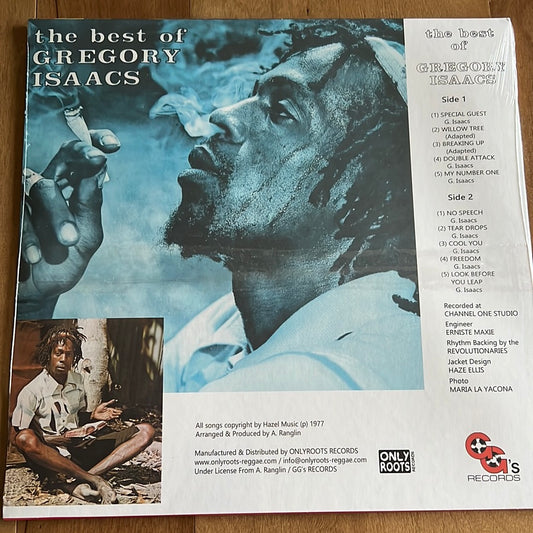 the best of
GREGORY
ISAACS
the best
of
GREGORY
ISAACS
Side 1
(1) SPECIAL GUEST
G. Isaacs
(2) WILLOW TREE
(Adapted)
(3) BREAKING UP
(Adapted)
(4) DOUBLE ATTACK
G. Isaacs
(5) MY NUMBER ONE
G. Isaacs
Side 2
(1) NO SPEECH
G. Isaacs
(2) TEAR DROPS
G. Isaacs
(3) COOL YOU
G. Isaacs
(4) FREEDOM
G. Isaacs
(5) LOOK BEFORE
YOU LEAP
G. Isaacs
Recorded at
CHANNEL ONE STUDIO
Engineer
ERNISTE MAXIE
Rhythm Backing by the
REVOLUTIONARIES
Jacket Design
HAZE ELLIS
Photo
MARIA LA YACONA
All songs copyright by Hazel Music (p) 1977
Arranged & Produced by A. Ranglin
Manufactured & Distributed by ONLYROOTS RECORDS
www.onlyroots-reggae.com / info@onlyroots-reggae.com
Under License From A. Ranglin / GG's RECORDS
ONLY
ROOTS
RECORDS
GG's
RECORDS